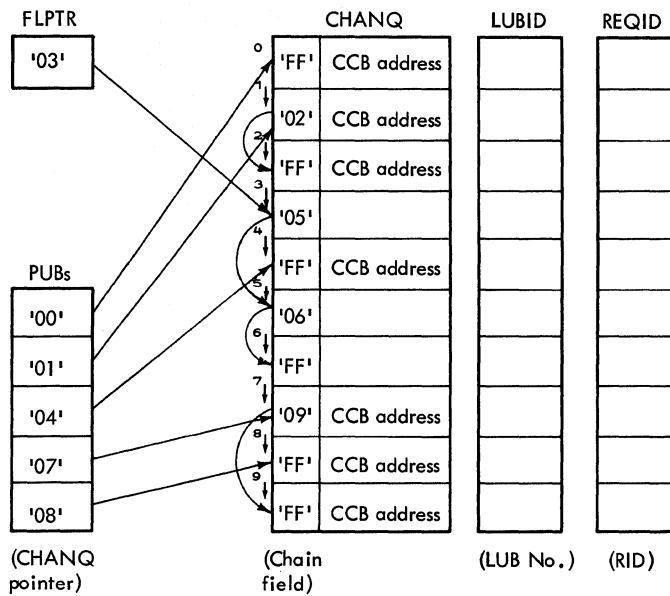 FLPTR CHANQ LUBID REQID
'03'
0 'FF' CCB address
1 '02' CCB address
2 'FF' CCB address
3 '05'
4 'FF' CCB address
5 '06'
6 'FF'
7 '09' CCB address
8 'FF' CCB address
9 'FF' CCB address
PUBs
'00'
'01'
'04'
'07'
'08'
(CHANQ pointer) (Chain field) (LUB No.) (RID)